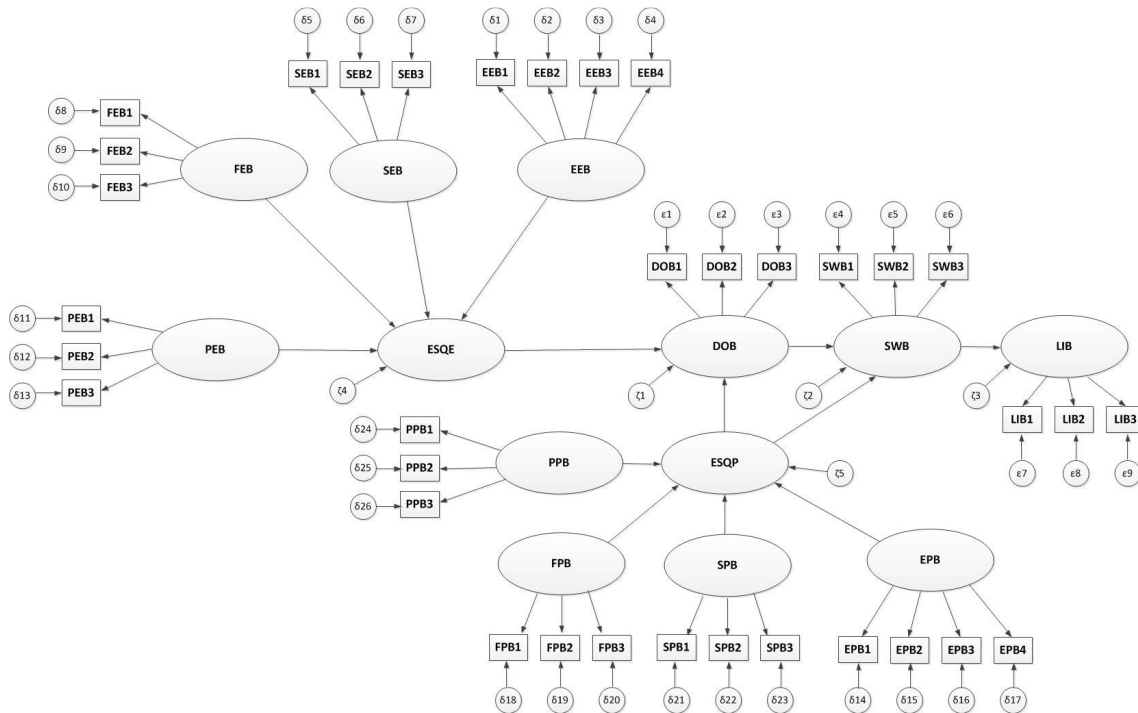 δ5 δ6 δ7 δ1 δ2 δ3 δ4
SEB1 SEB2 SEB3 EEB1 EEB2 EEB3 EEB4
δ8 FEB1
δ9 FEB2
δ10 FEB3
FEB SEB EEB
ε1 ε2 ε3 ε4 ε5 ε6
DOB1 DOB2 DOB3 SWB1 SWB2 SWB3
δ11 PEB1
δ12 PEB2
δ13 PEB3
PEB ESQE DOB SWB LIB
ζ4 ζ1 ζ2 ζ3
LIB1 LIB2 LIB3
ε7 ε8 ε9
δ24 PPB1
δ25 PPB2
δ26 PPB3
PPB ESQP ζ5
FPB SPB EPB
FPB1 FPB2 FPB3 SPB1 SPB2 SPB3 EPB1 EPB2 EPB3 EPB4
δ18 δ19 δ20 δ21 δ22 δ23 δ14 δ15 δ16 δ17